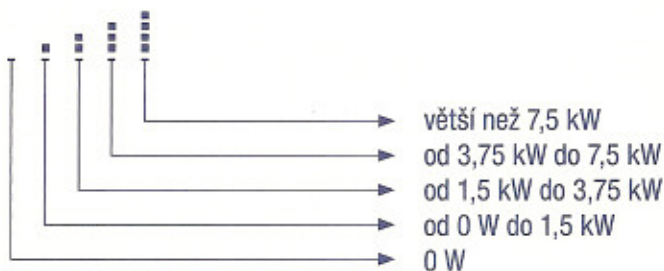 větší než 7,5 kW
od 3,75 kW do 7,5 kW
od 1,5 kW do 3,75 kW
od 0 W do 1,5 kW
0 W